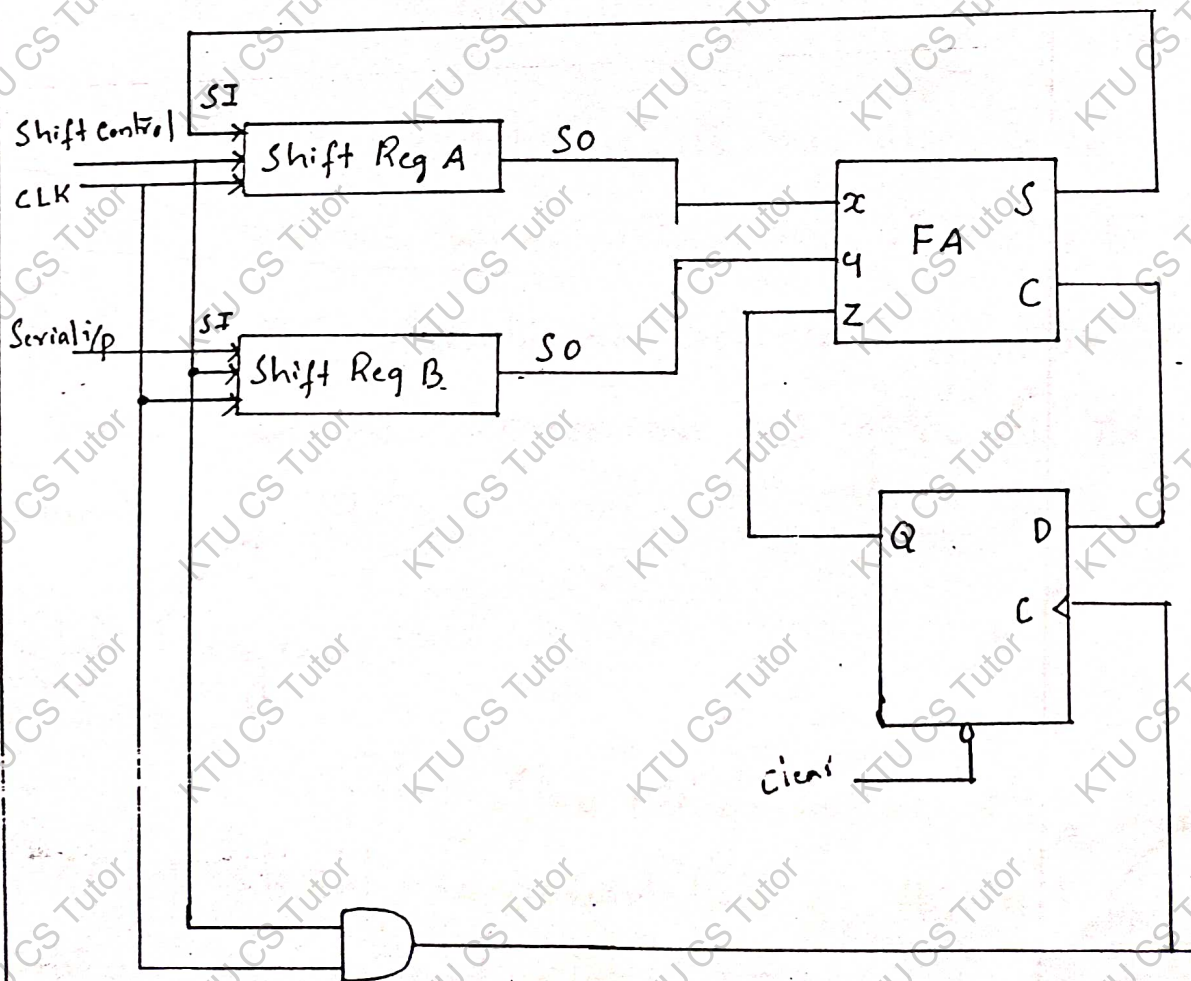 SI
Shift Control
Shift Reg A
SO
CLK
x
S
FA
y
C
Z
Serial i/p
SI
Shift Reg B.
SO
Q
D
C
Clear
KTU CS Tutor